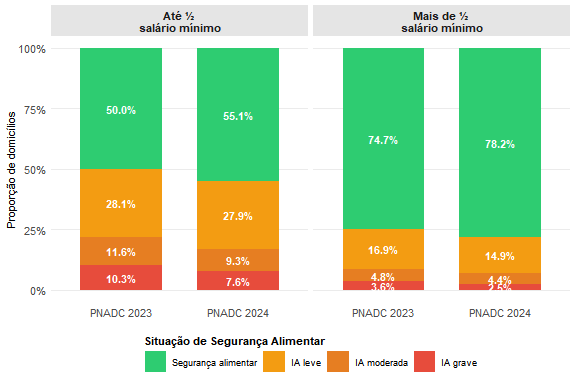 Até ½
salário mínimo
Mais de ½
salário mínimo
Proporção de domicílios
100%
75%
50%
25%
0%
50.0%
28.1%
11.6%
10.3%
55.1%
27.9%
9.3%
7.6%
74.7%
16.9%
4.8%
3.6%
78.2%
14.9%
4.4%
2.5%
PNADC 2023
PNADC 2024
PNADC 2023
PNADC 2024
Situação de Segurança Alimentar
Segurança alimentar
IA leve
IA moderada
IA grave